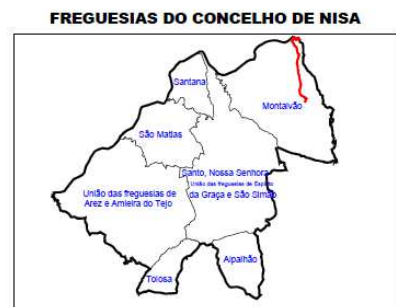 FREGUESIAS DO CONCELHO DE NISA
Santana
Montalvão
São Matias
Santo, Nossa Senhora
União das freguesias de Espírito
da Graça e São Simão
União das freguesias de
Arez e Amieira do Tejo
Alpalhão
Tolosa